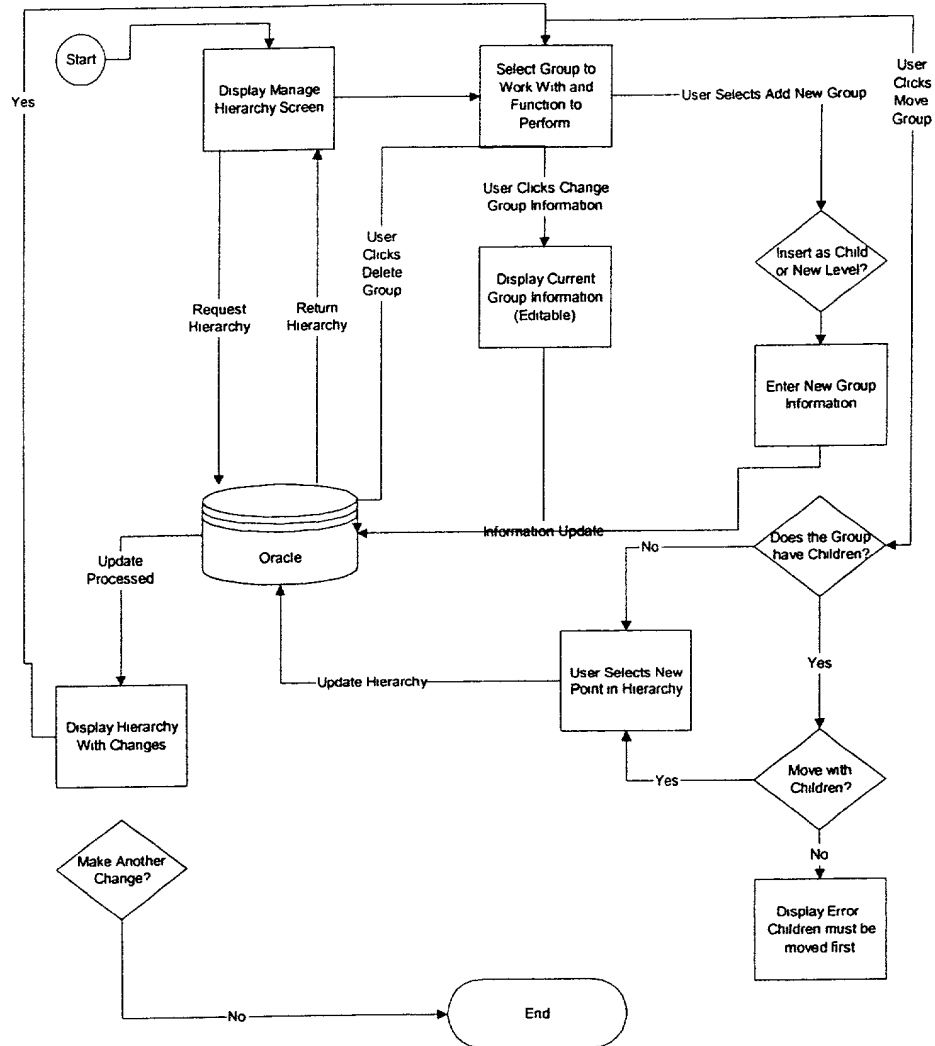 Start
Display Manage
Hierarchy Screen
Select Group to
Work With and
Function to
Perform
User Selects Add New Group
User
Clicks
Move
Group
Yes
User Clicks Change
Group Information
User
Clicks
Delete
Group
Insert as Child
or New Level?
Display Current
Group Information
(Editable)
Request
Hierarchy
Return
Hierarchy
Enter New Group
Information
Information Update
Oracle
Does the Group
have Children?
No
Update
Processed
Yes
User Selects New
Point in Hierarchy
Update Hierarchy
Display Hierarchy
With Changes
Move with
Children?
Yes
No
Make Another
Change?
Display Error
Children must be
moved first
No
End